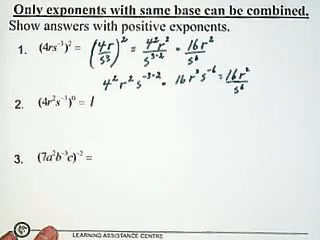 Only exponents with same base can be combined.
Show answers with positive exponents.
1. (4rs⁻³)² = (4r/s³)² = 4²r²/s³·² = 16r²/s⁶
4²r²s⁻³·² = 16r²s⁻⁶ = 16r²/s⁶
2. (4r²s⁻³)⁰ = 1
3. (7a²b⁻³c)⁻² =
LEARNING ASSISTANCE CENTRE